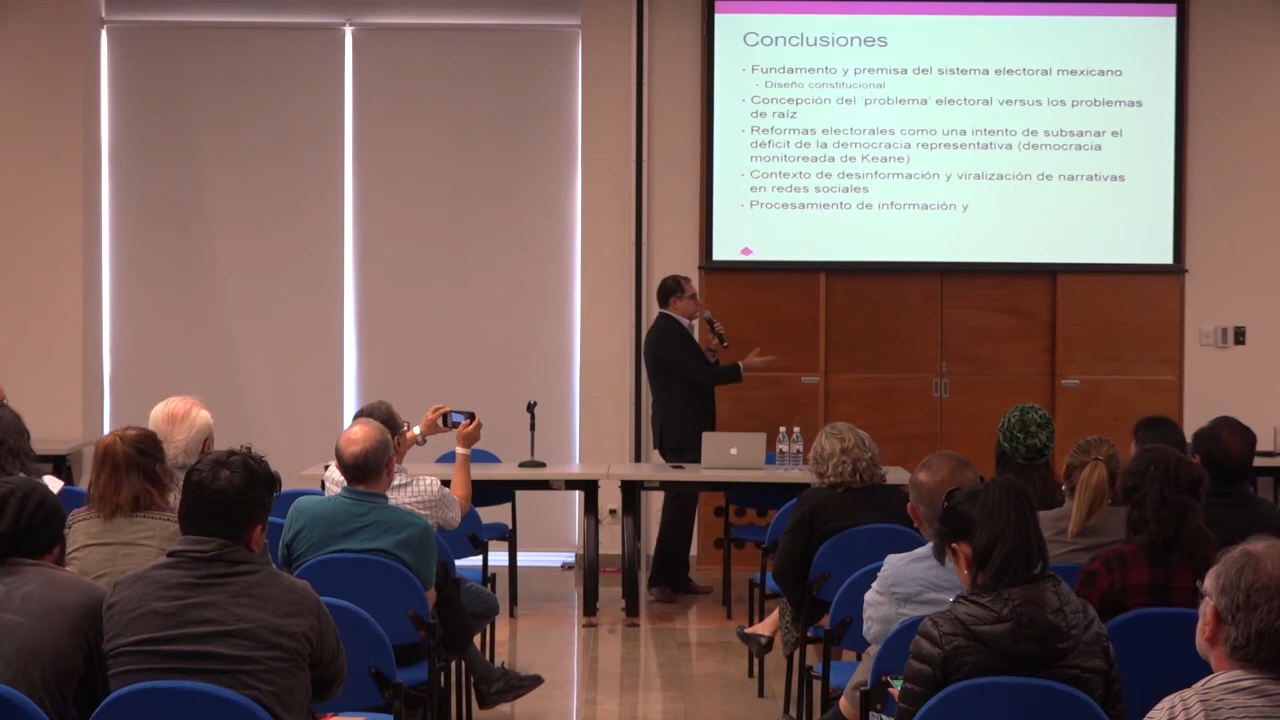 Conclusiones
Fundamento y premisa del sistema electoral mexicano
Diseño constitucional
Concepción del 'problema' electoral versus los problemas
de raíz
Reformas electorales como una intento de subsanar el
déficit de la democracia representativa (democracia
monitoreada de Keane)
Contexto de desinformación y viralización de narrativas
en redes sociales
Procesamiento de información y